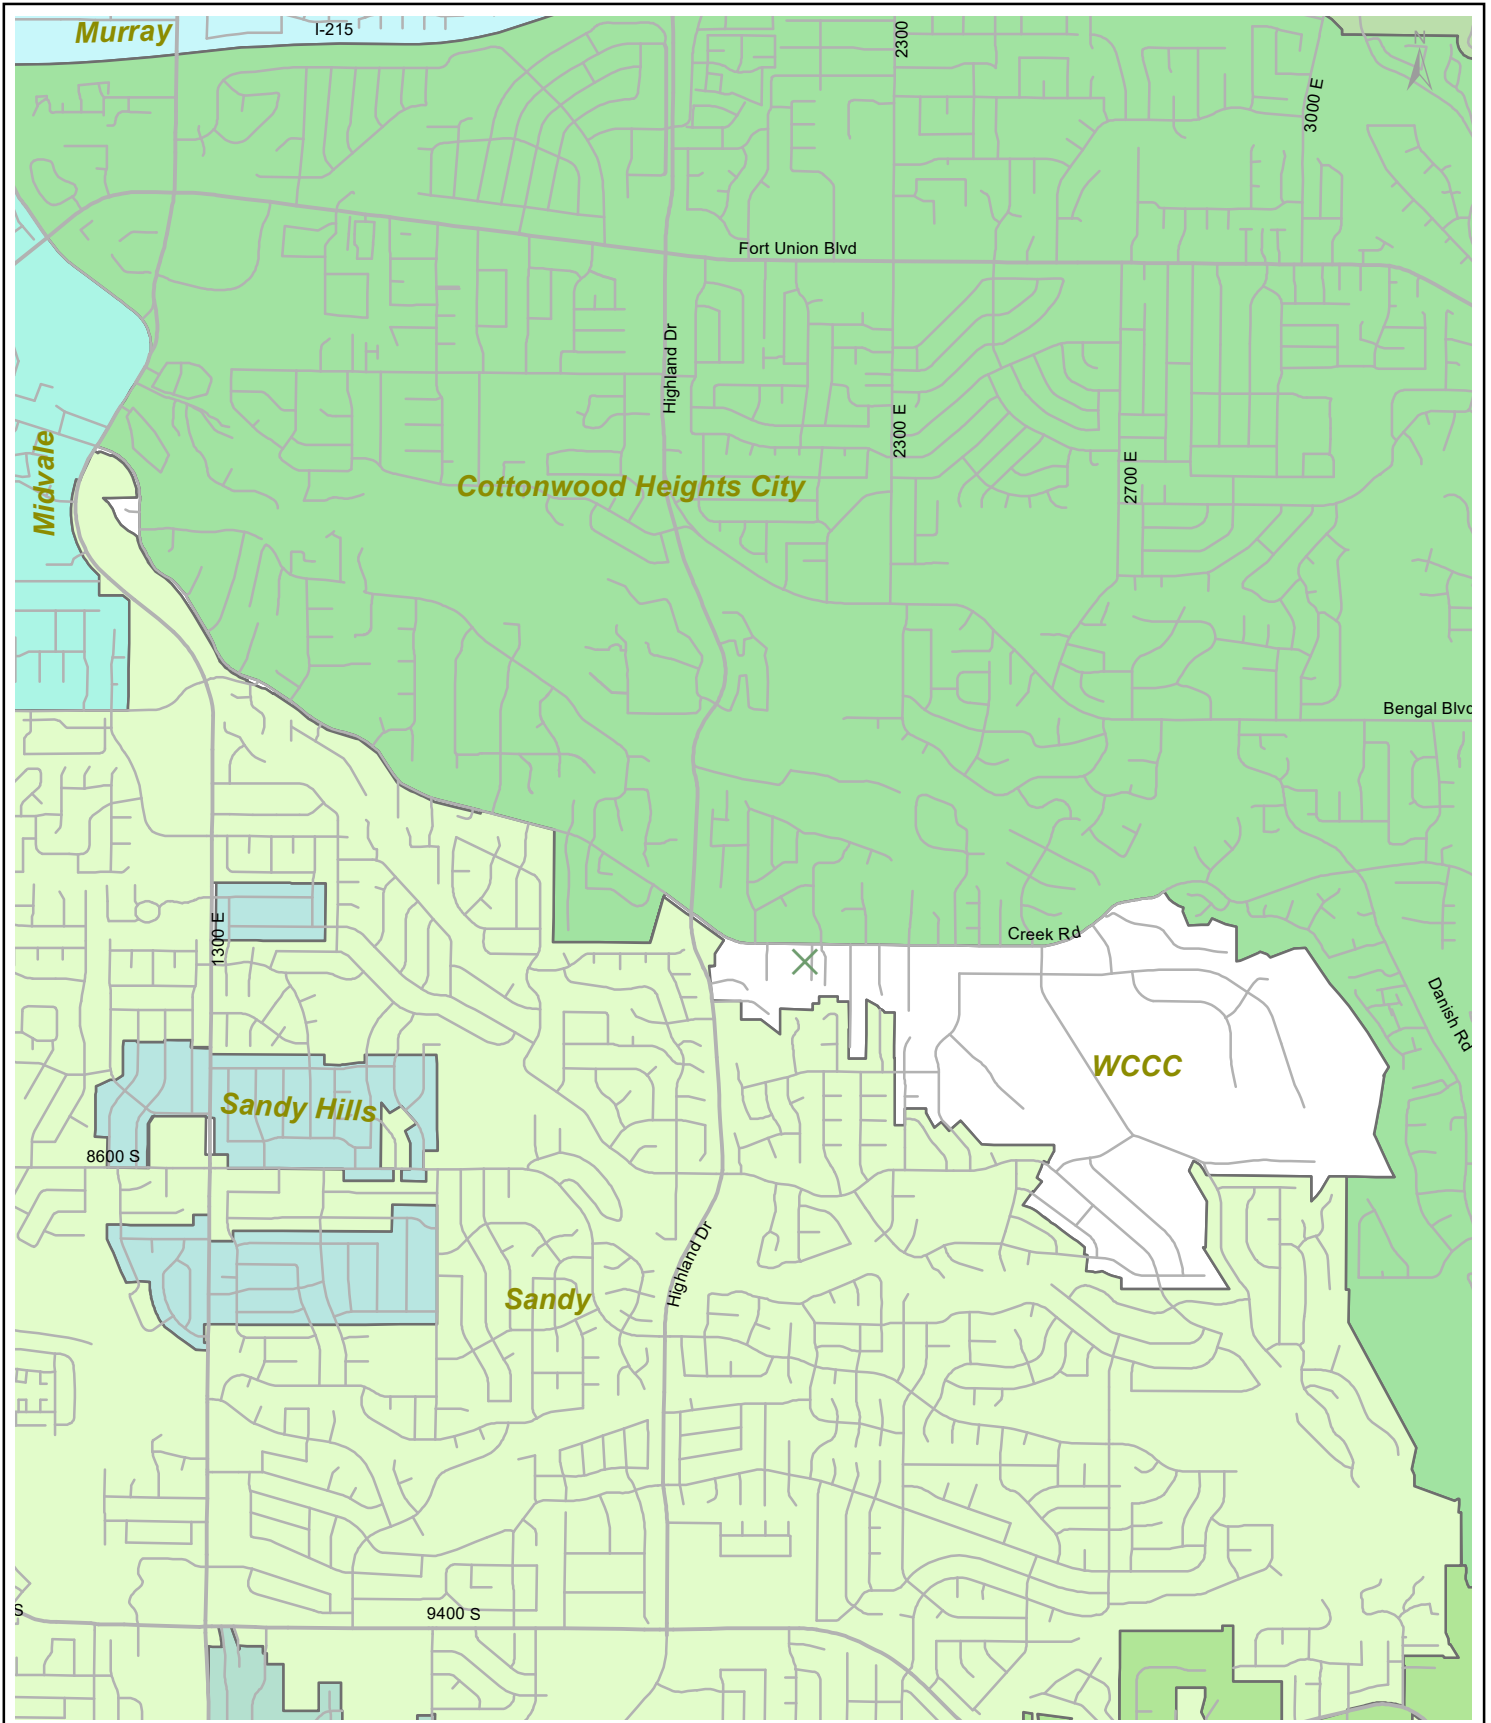 Murray
I-215
2300
N
3000 E
Fort Union Blvd
Highland Dr
2300 E
Midvale
2700 E
Cottonwood Heights City
Bengal Blvd
1300 E
Creek Rd
Danish Rd
WCCC
Sandy Hills
8600 S
Highland Dr
Sandy
S
9400 S